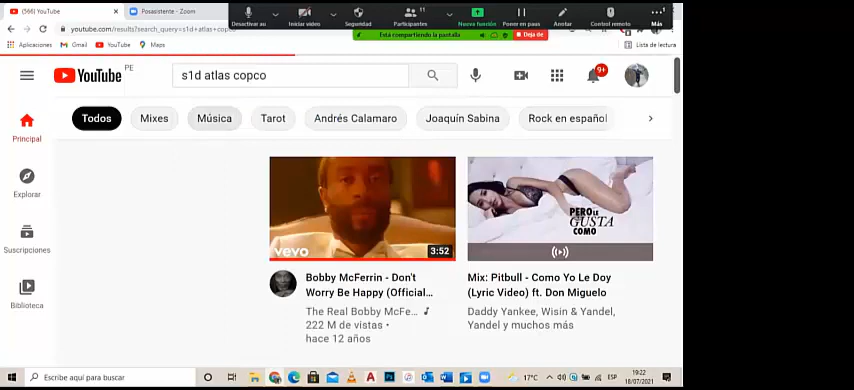 (566) YouTube
Posasistente - Zoom
Desactivar au
Iniciar video
Seguridad
Participantes
11
Nueva función
Poner en paus
Anotar
Control remoto
Más
youtube.com/results?search_query=s1d+atlas+copco
Está compartiendo la pantalla
Deja de
Aplicaciones
Gmail
YouTube
Maps
Lista de lectura
YouTube PE
s1d atlas copco
9+
Todos
Mixes
Música
Tarot
Andrés Calamaro
Joaquín Sabina
Rock en español
Principal
Explorar
Suscripciones
Biblioteca
vevo
3:52
PERO LE
GUSTA
COMO
Bobby McFerrin - Don't
Worry Be Happy (Official...
The Real Bobby McFe...
222 M de vistas •
hace 12 años
Mix: Pitbull - Como Yo Le Doy
(Lyric Video) ft. Don Miguelo
Daddy Yankee, Wisin & Yandel,
Yandel y muchos más
Escribe aquí para buscar
17°C
ESP
19:22
18/07/2021